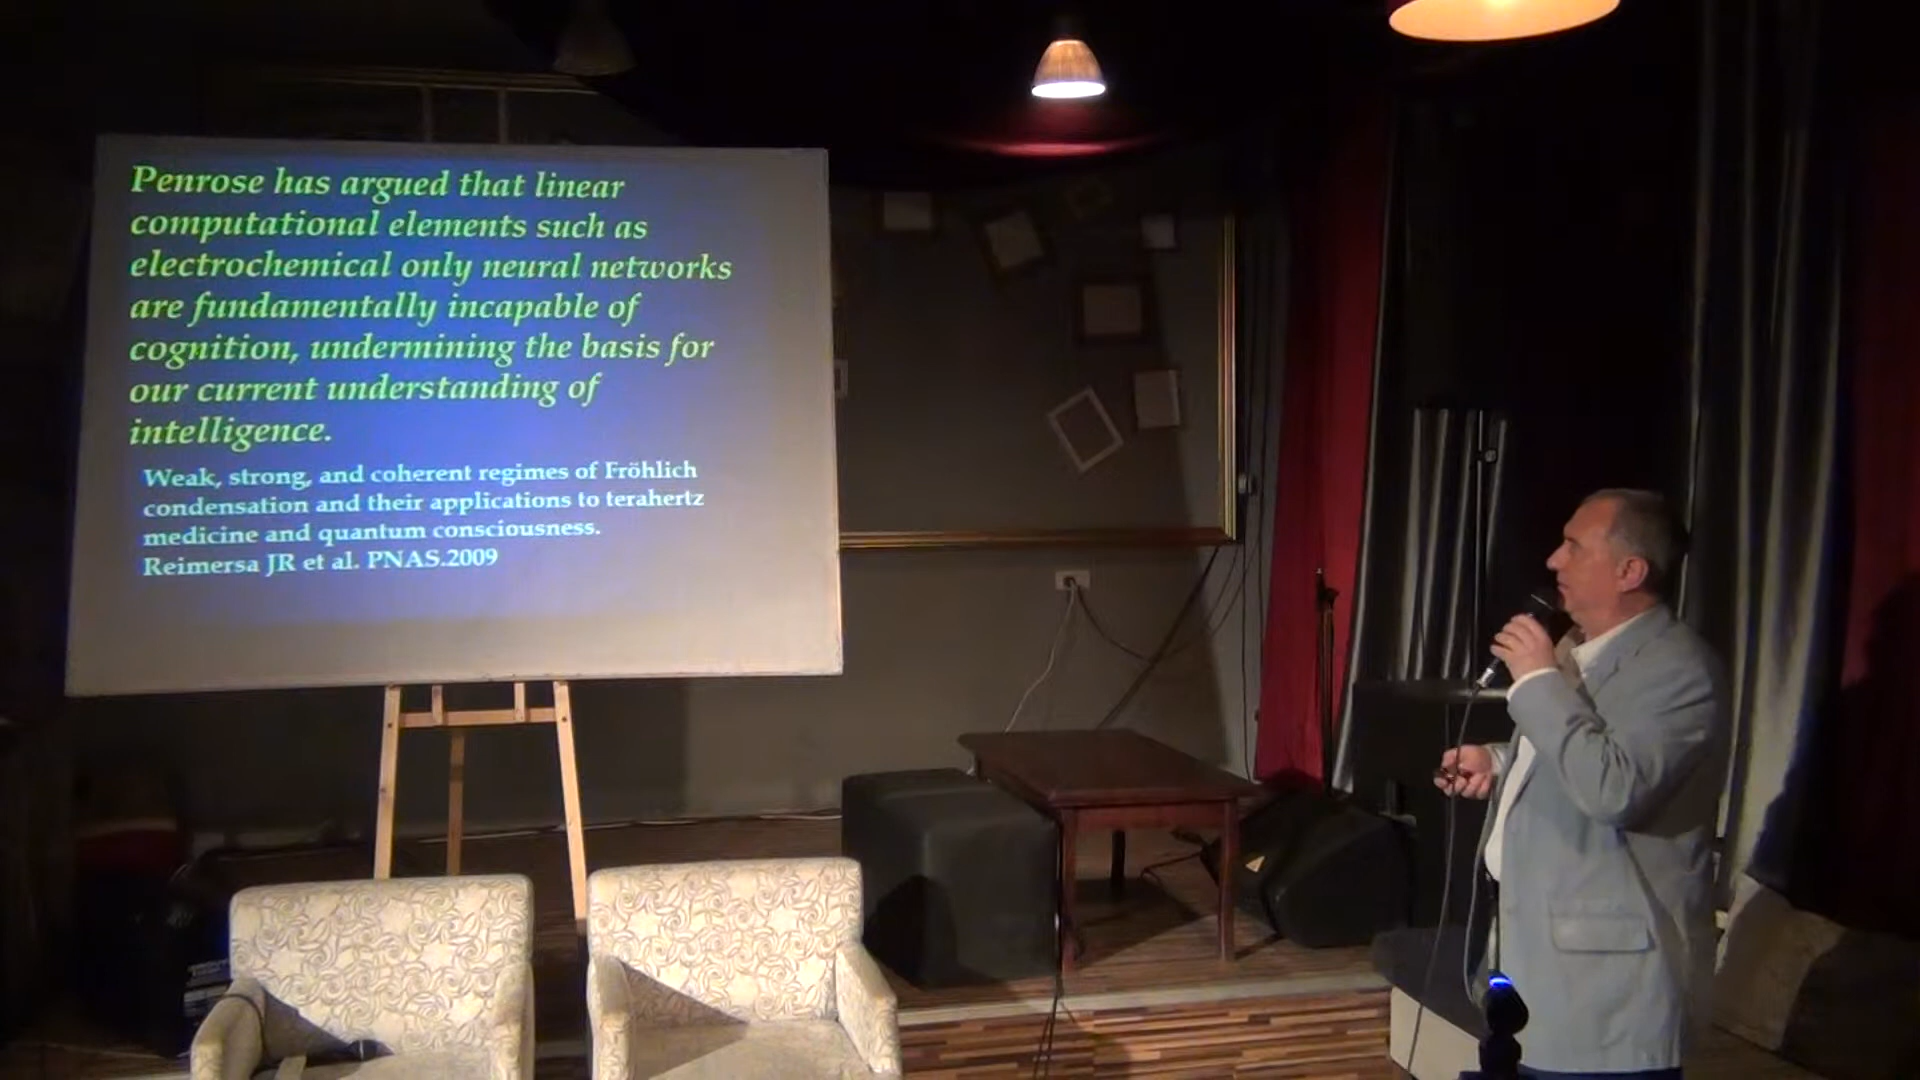 Penrose has argued that linear
computational elements such as
electrochemical only neural networks
are fundamentally incapable of
cognition, undermining the basis for
our current understanding of
intelligence.
Weak, strong, and coherent regimes of Fröhlich
condensation and their applications to terahertz
medicine and quantum consciousness.
Reimersa JR et al. PNAS.2009